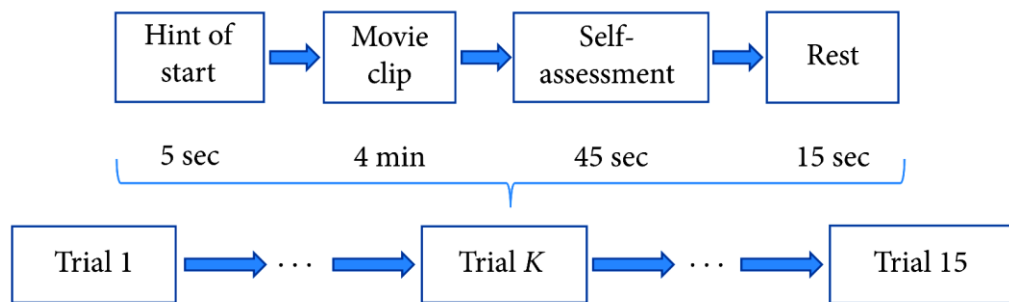 Hint of
start
Movie
clip
Self-
assessment
Rest
5 sec
4 min
45 sec
15 sec
Trial 1
···
Trial K
···
Trial 15